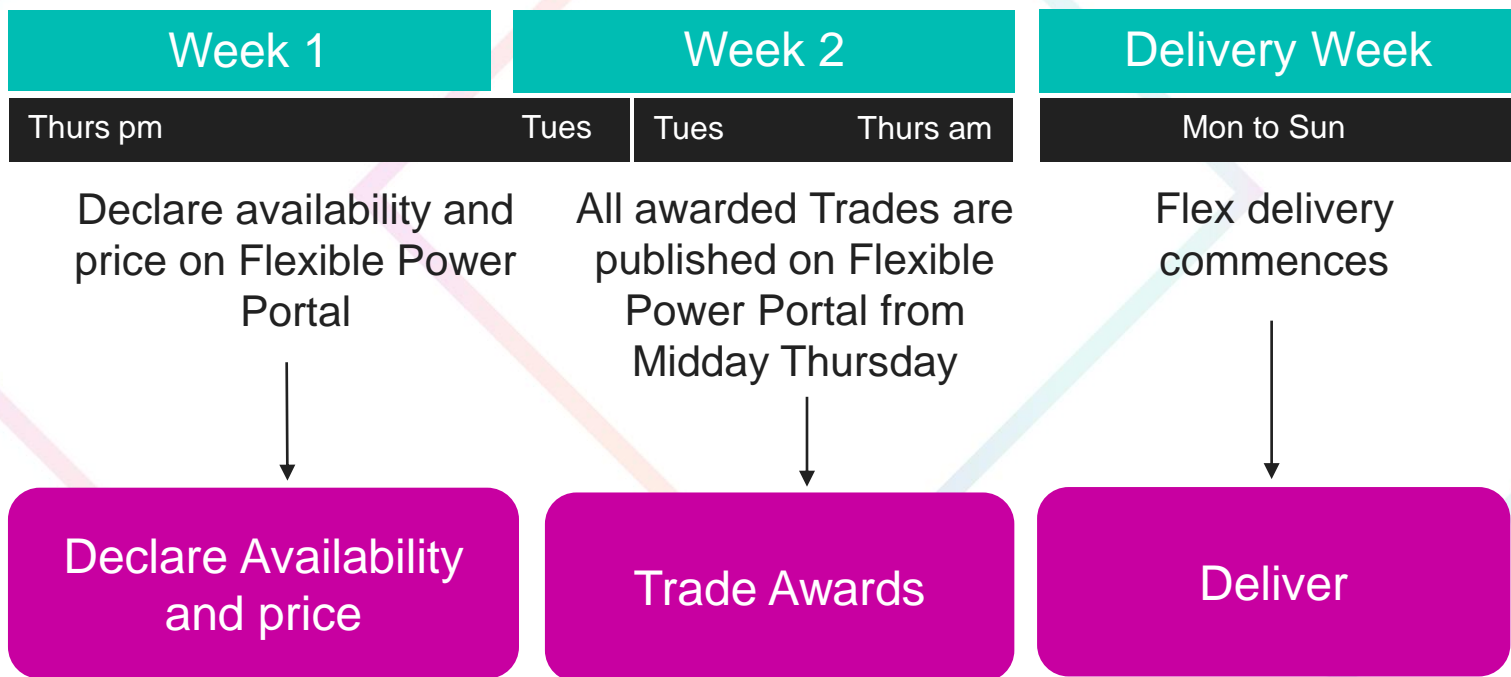 Week 1
Week 2
Delivery Week
Thurs pm
Tues
Tues
Thurs am
Mon to Sun
Declare availability and
price on Flexible Power
Portal
All awarded Trades are
published on Flexible
Power Portal from
Midday Thursday
Flex delivery
commences
Declare Availability
and price
Trade Awards
Deliver